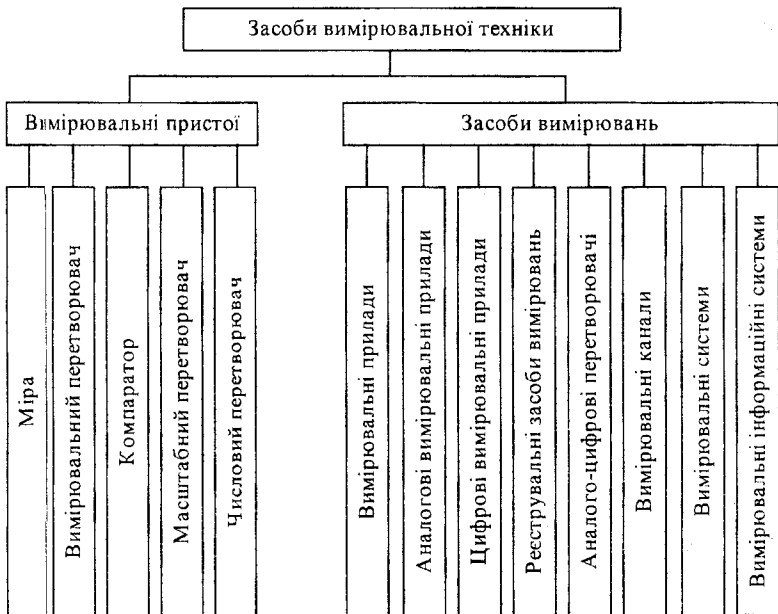 Засоби вимірювальної техніки
Вимірювальні пристої
Засоби вимірювань
Міра
Вимірювальний перетворювач
Компаратор
Масштабний перетворювач
Числовий перетворювач
Вимірювальні прилади
Аналогові вимірювальні прилади
Цифрові вимірювальні прилади
Реєструвальні засоби вимірювань
Аналого-цифрові перетворювачі
Вимірювальні канали
Вимірювальні системи
Вимірювальні інформаційні системи